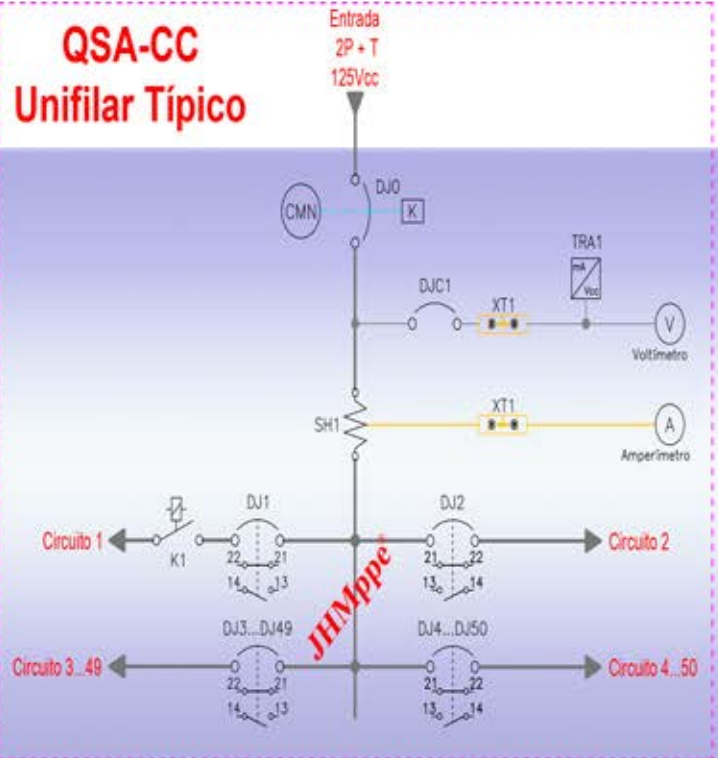 QSA-CC
Unifilar Típico
Entrada
2P + T
125Vcc
DJ0
CMN
K
TRA1
mA
Vcc
DJC1
XT1
V
Voltímetro
SH1
XT1
A
Amperímetro
DJ1
DJ2
Circuito 1
K1
22 21
14 13
21 22
13 14
Circuito 2
JHMppe®
DJ3...DJ49
DJ4...DJ50
Circuito 3...49
22 21
14 13
21 22
13 14
Circuito 4...50